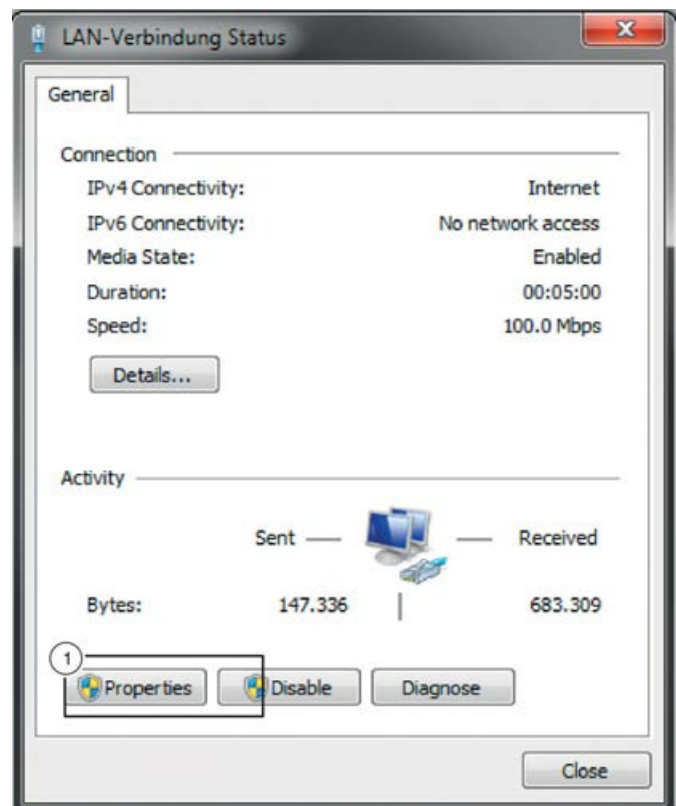 LAN-Verbindung Status
General
Connection
IPv4 Connectivity: Internet
IPv6 Connectivity: No network access
Media State: Enabled
Duration: 00:05:00
Speed: 100.0 Mbps
Details...
Activity
Sent Received
Bytes: 147.336 683.309
1
Properties Disable Diagnose
Close